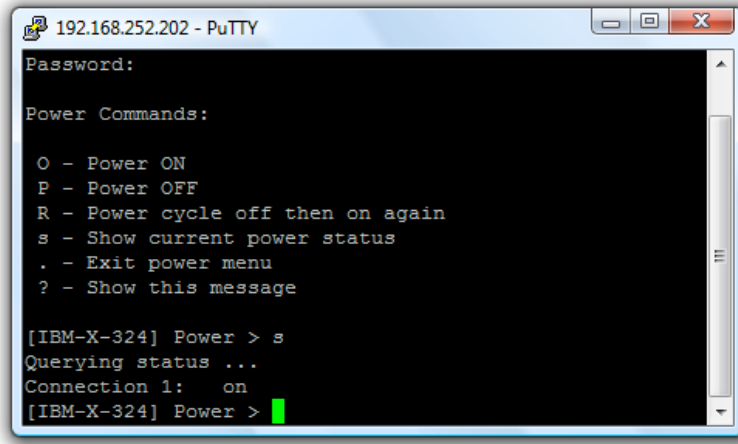 192.168.252.202 - PuTTY
Password:
Power Commands:
O - Power ON
P - Power OFF
R - Power cycle off then on again
s - Show current power status
. - Exit power menu
? - Show this message
[IBM-X-324] Power > s
Querying status ...
Connection 1:   on
[IBM-X-324] Power >